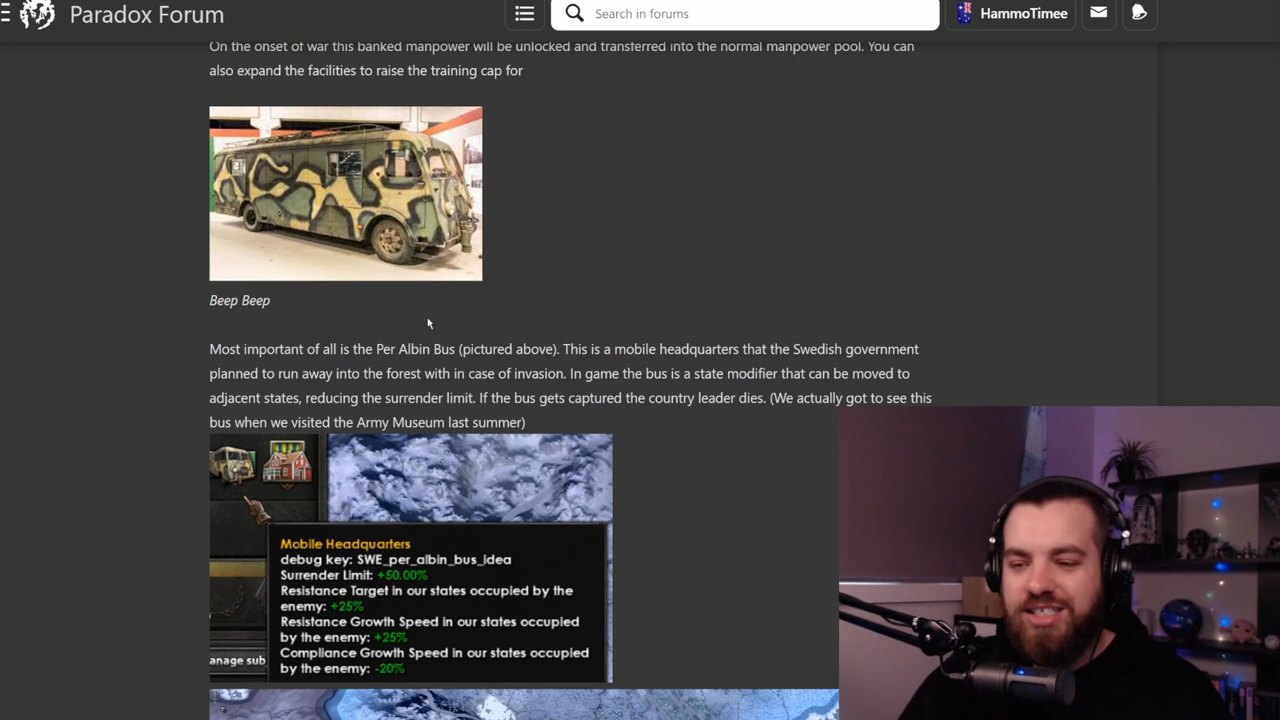 Paradox Forum
Search in forums
HammoTimee
On the onset of war this banked manpower will be unlocked and transferred into the normal manpower pool. You can
also expand the facilities to raise the training cap for
Beep Beep
Most important of all is the Per Albin Bus (pictured above). This is a mobile headquarters that the Swedish government
planned to run away into the forest with in case of invasion. In game the bus is a state modifier that can be moved to
adjacent states, reducing the surrender limit. If the bus gets captured the country leader dies. (We actually got to see this
bus when we visited the Army Museum last summer)
Mobile Headquarters
debug key: SWE_per_albin_bus_idea
Surrender Limit: +50.00%
Resistance Target in our states occupied by the
enemy: +25%
Resistance Growth Speed in our states occupied
by the enemy: +25%
Compliance Growth Speed in our states occupied
by the enemy: -20%
anage sub